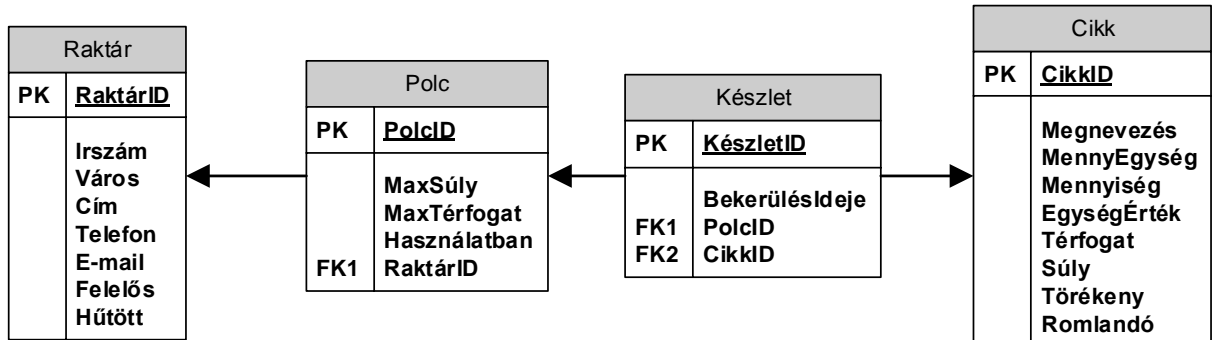 Raktár
PK RaktárID
Irszám
Város
Cím
Telefon
E-mail
Felelős
Hűtött
Polc
PK PolcID
MaxSúly
MaxTérfogat
Használatban
FK1 RaktárID
Készlet
PK KészletID
BekerülésIdeje
FK1 PolcID
FK2 CikkID
Cikk
PK CikkID
Megnevezés
MennyEgység
Mennyiség
EgységÉrték
Térfogat
Súly
Törékeny
Romlandó